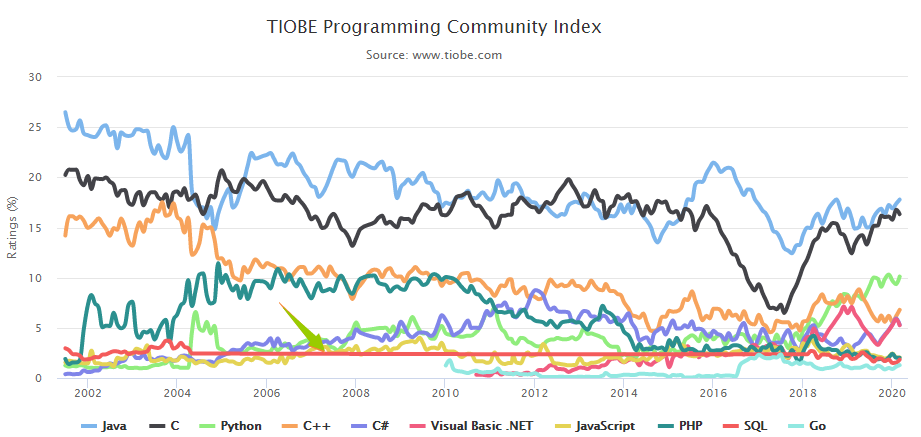 TIOBE Programming Community Index
Source: www.tiobe.com
Ratings (%)
30
25
20
15
10
5
0
2002 2004 2006 2008 2010 2012 2014 2016 2018 2020
Java C Python C++ C# Visual Basic .NET JavaScript PHP SQL Go